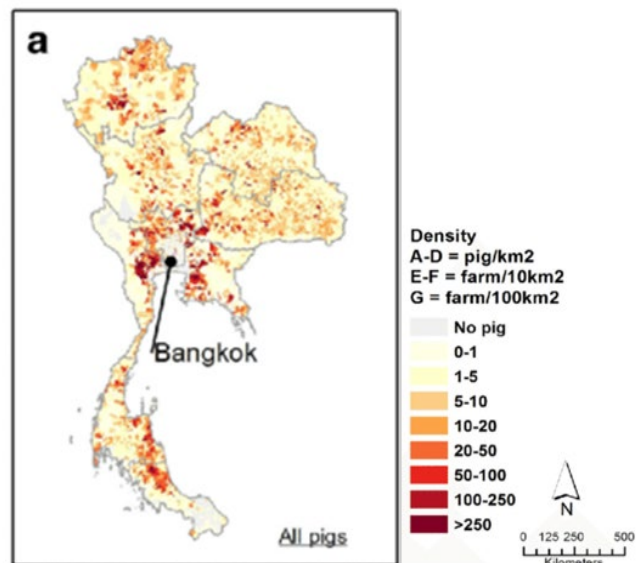 a
Bangkok
All pigs
Density
A-D = pig/km2
E-F = farm/10km2
G = farm/100km2
No pig
0-1
1-5
5-10
10-20
20-50
50-100
100-250
>250
N
0 125 250 500
Kilometers